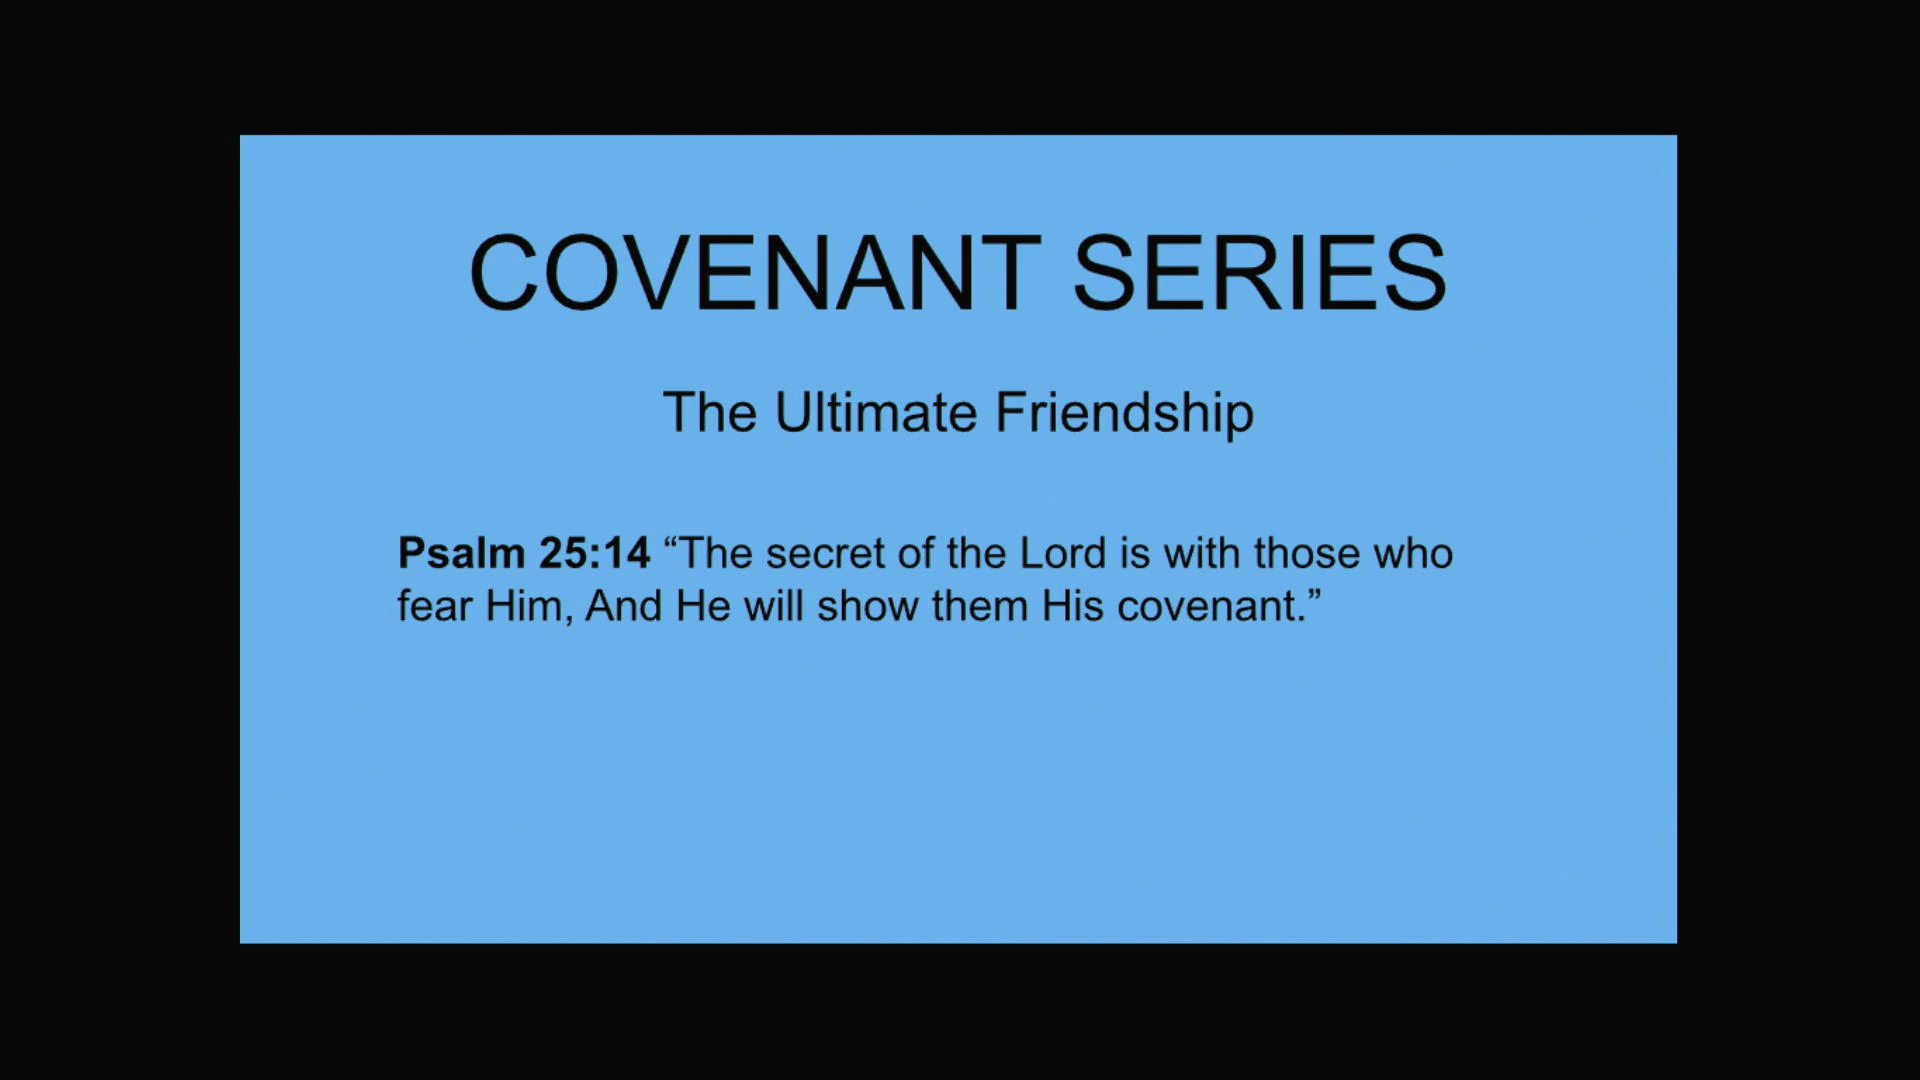 COVENANT SERIES
The Ultimate Friendship
Psalm 25:14 “The secret of the Lord is with those who
fear Him, And He will show them His covenant.”